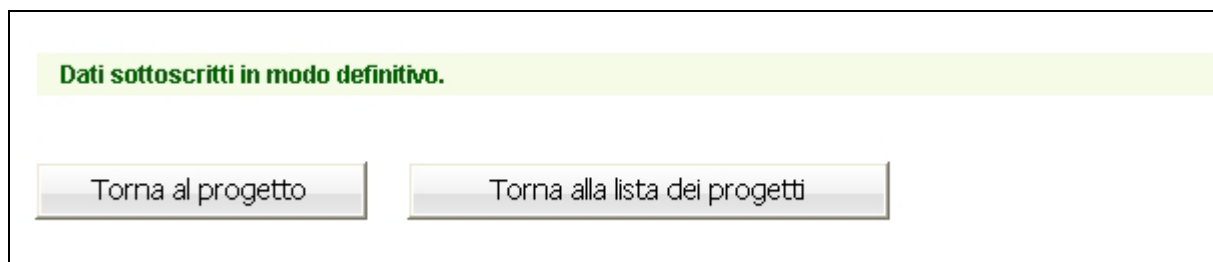 Dati sottoscritti in modo definitivo.
Torna al progetto
Torna alla lista dei progetti